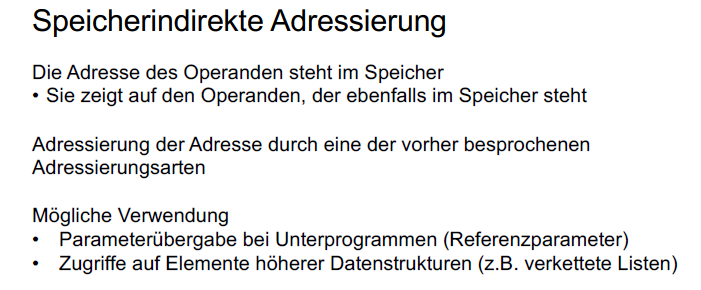 Speicherindirekte Adressierung
Die Adresse des Operanden steht im Speicher
• Sie zeigt auf den Operanden, der ebenfalls im Speicher steht
Adressierung der Adresse durch eine der vorher besprochenen
Adressierungsarten
Mögliche Verwendung
• Parameterübergabe bei Unterprogrammen (Referenzparameter)
• Zugriffe auf Elemente höherer Datenstrukturen (z.B. verkettete Listen)